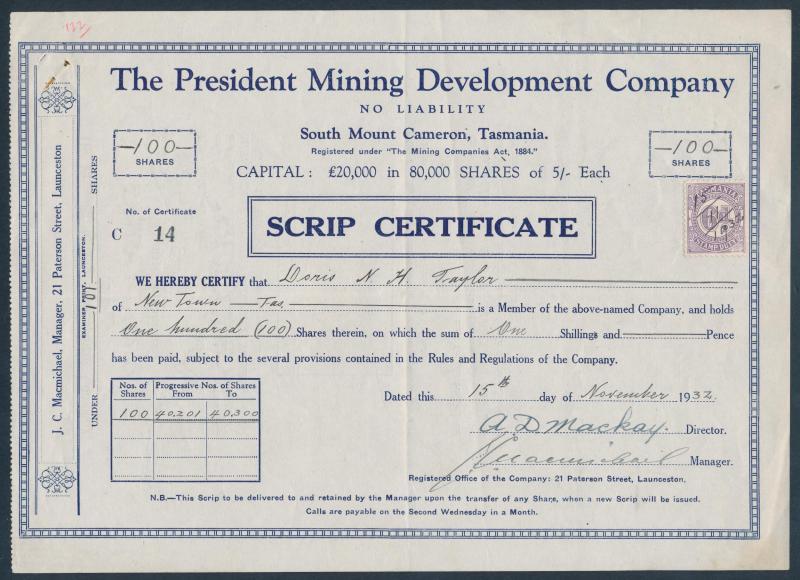 122
The President Mining Development Company
NO LIABILITY
South Mount Cameron, Tasmania.
Registered under "The Mining Companies Act, 1884."
CAPITAL: £20,000 in 80,000 SHARES of 5/- Each
—100—
SHARES
—100—
SHARES
No. of Certificate
C 14
SCRIP CERTIFICATE
STAMP DUTY
WE HEREBY CERTIFY that Doris N. H. Taylor
of New Town — Tas. is a Member of the above-named Company, and holds
One hundred (100) Shares therein, on which the sum of One Shillings and — Pence
has been paid, subject to the several provisions contained in the Rules and Regulations of the Company.
Nos. of Shares Progressive Nos. of Shares From To
100 40,201 40,300
Dated this 15th day of November 1932
A D Mackay. Director.
J C Macmichael Manager.
Registered Office of the Company: 21 Paterson Street, Launceston.
N.B.—This Scrip to be delivered to and retained by the Manager upon the transfer of any Share, when a new Scrip will be issued.
Calls are payable on the Second Wednesday in a Month.
J. C. Macmichael, Manager, 21 Paterson Street, Launceston
EXAMINER PRINT, LAUNCESTON.
UNDER 101 SHARES